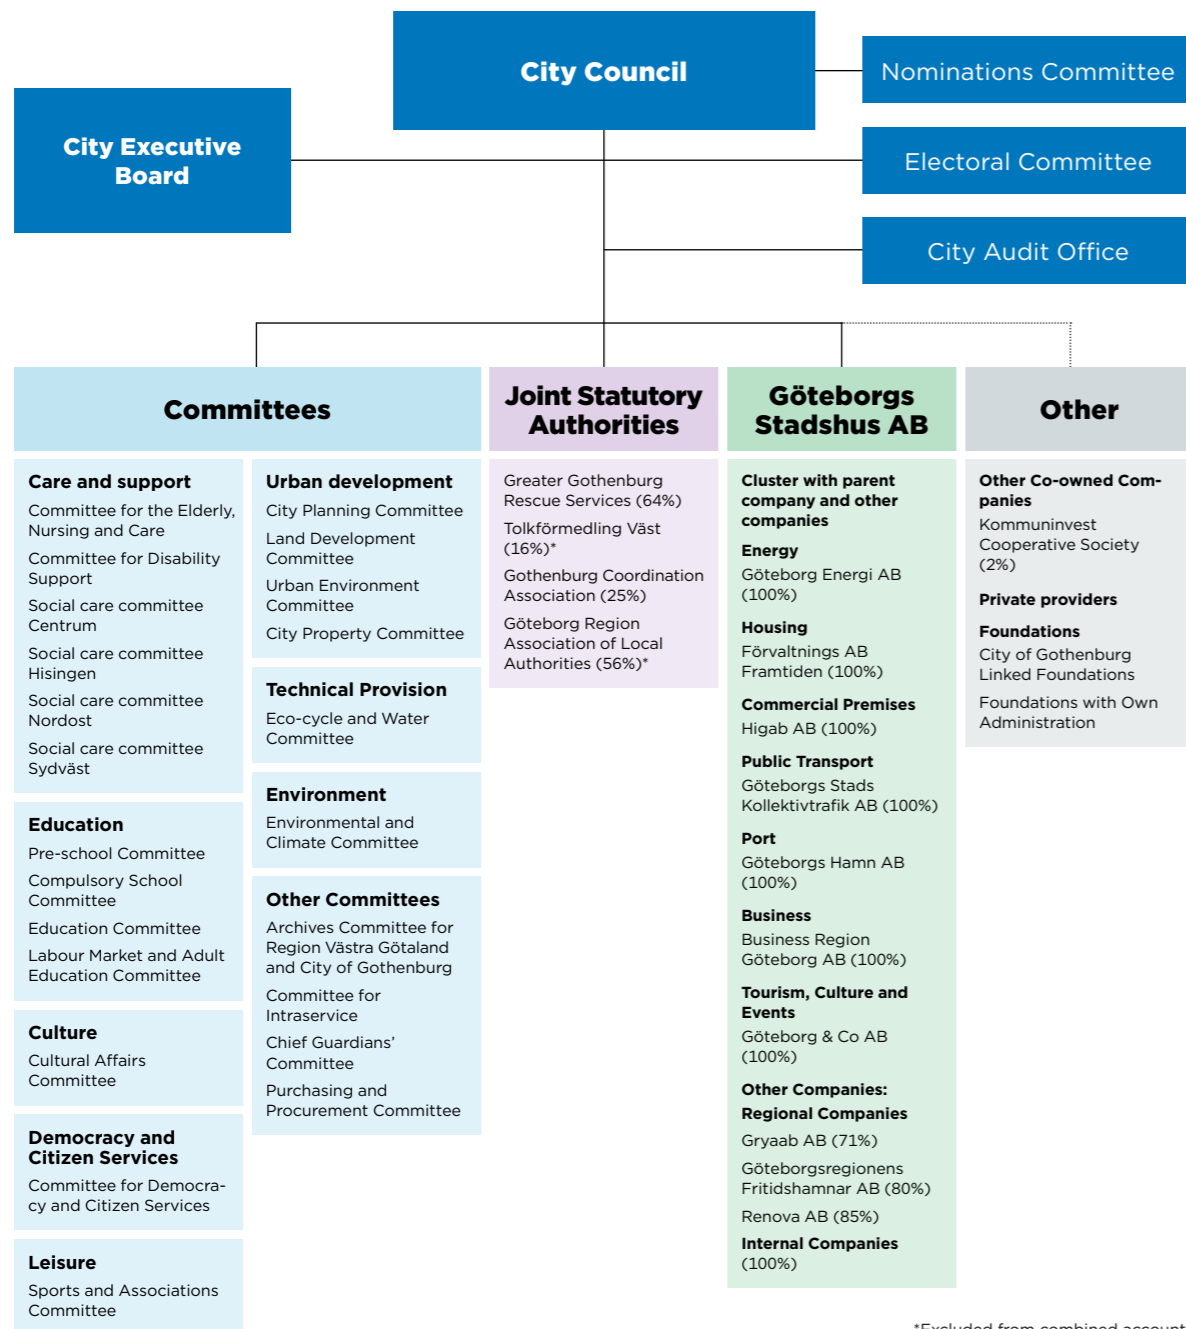 City Council
Nominations Committee
City Executive
Board
Electoral Committee
City Audit Office
Committees
Care and support
Committee for the Elderly,
Nursing and Care
Committee for Disability
Support
Social care committee
Centrum
Social care committee
Hisingen
Social care committee
Nordost
Social care committee
Sydväst
Education
Pre-school Committee
Compulsory School
Committee
Education Committee
Labour Market and Adult
Education Committee
Culture
Cultural Affairs
Committee
Democracy and
Citizen Services
Committee for Democra-
cy and Citizen Services
Leisure
Sports and Associations
Committee
Urban development
City Planning Committee
Land Development
Committee
Urban Environment
Committee
City Property Committee
Technical Provision
Eco-cycle and Water
Committee
Environment
Environmental and
Climate Committee
Other Committees
Archives Committee for
Region Västra Götaland
and City of Gothenburg
Committee for
Intraservice
Chief Guardians’
Committee
Purchasing and
Procurement Committee
Joint Statutory
Authorities
Greater Gothenburg
Rescue Services (64%)
Tolkförmedling Väst
(16%)*
Gothenburg Coordination
Association (25%)
Göteborg Region
Association of Local
Authorities (56%)*
Göteborgs
Stadshus AB
Cluster with parent
company and other
companies
Energy
Göteborg Energi AB
(100%)
Housing
Förvaltnings AB
Framtiden (100%)
Commercial Premises
Higab AB (100%)
Public Transport
Göteborgs Stads
Kollektivtrafik AB (100%)
Port
Göteborgs Hamn AB
(100%)
Business
Business Region
Göteborg AB (100%)
Tourism, Culture and
Events
Göteborg & Co AB
(100%)
Other Companies:
Regional Companies
Gryaab AB (71%)
Göteborgsregionens
Fritidshamnar AB (80%)
Renova AB (85%)
Internal Companies
(100%)
Other
Other Co-owned Com-
panies
Kommuninvest
Cooperative Society
(2%)
Private providers
Foundations
City of Gothenburg
Linked Foundations
Foundations with Own
Administration
*Excluded from combined account